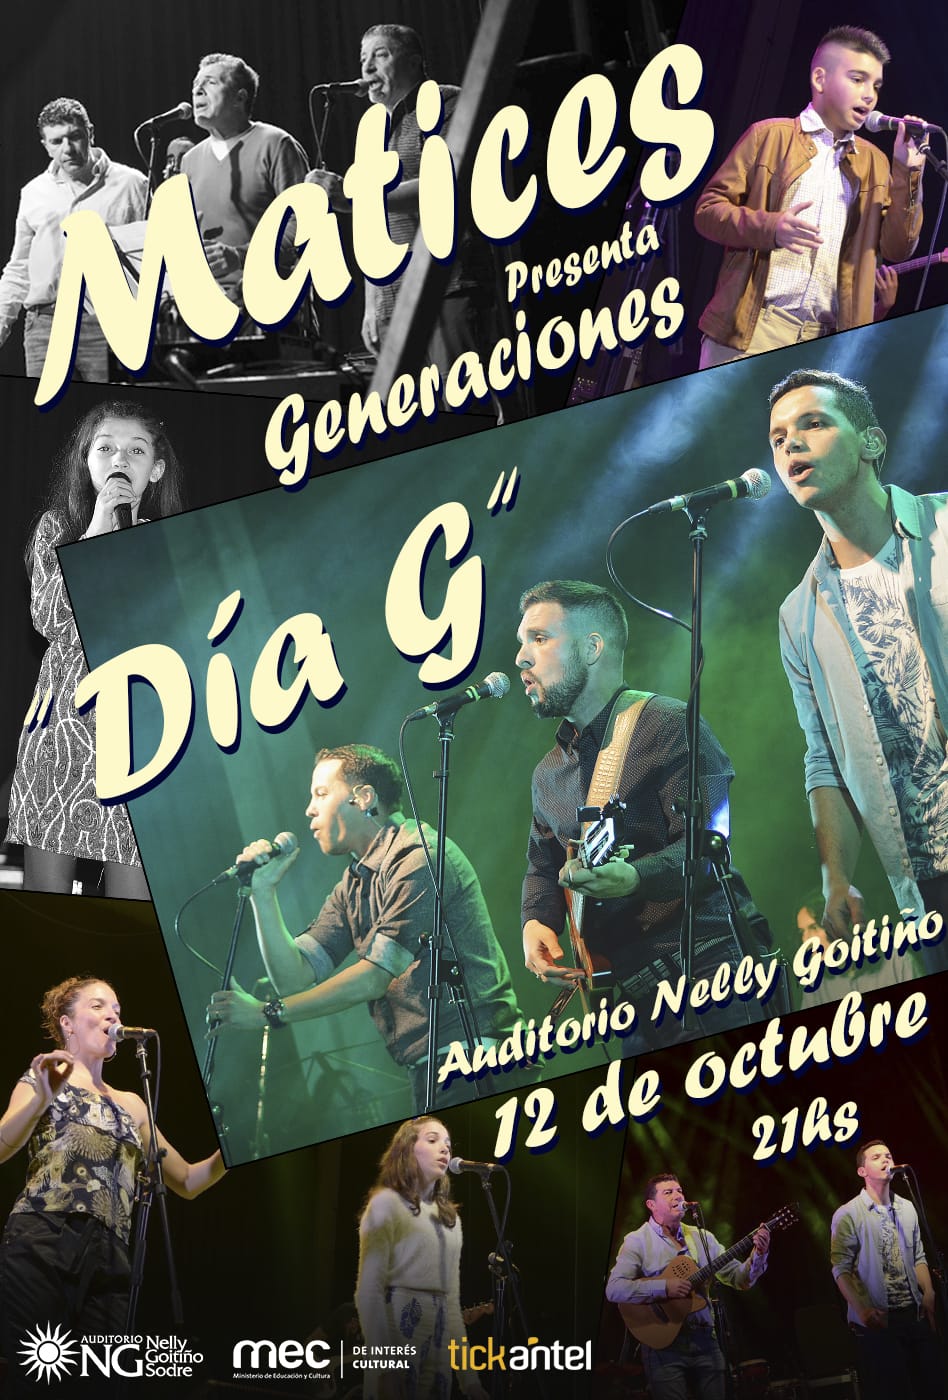 Matices
Presenta
Generaciones
"Día G"
Auditorio Nelly Goitiño
12 de octubre
21hs
AUDITORIO
NG
Nelly
Goitiño
Sodre
mec
Ministerio de Educación y Cultura
DE INTERÉS
CULTURAL
tickantel